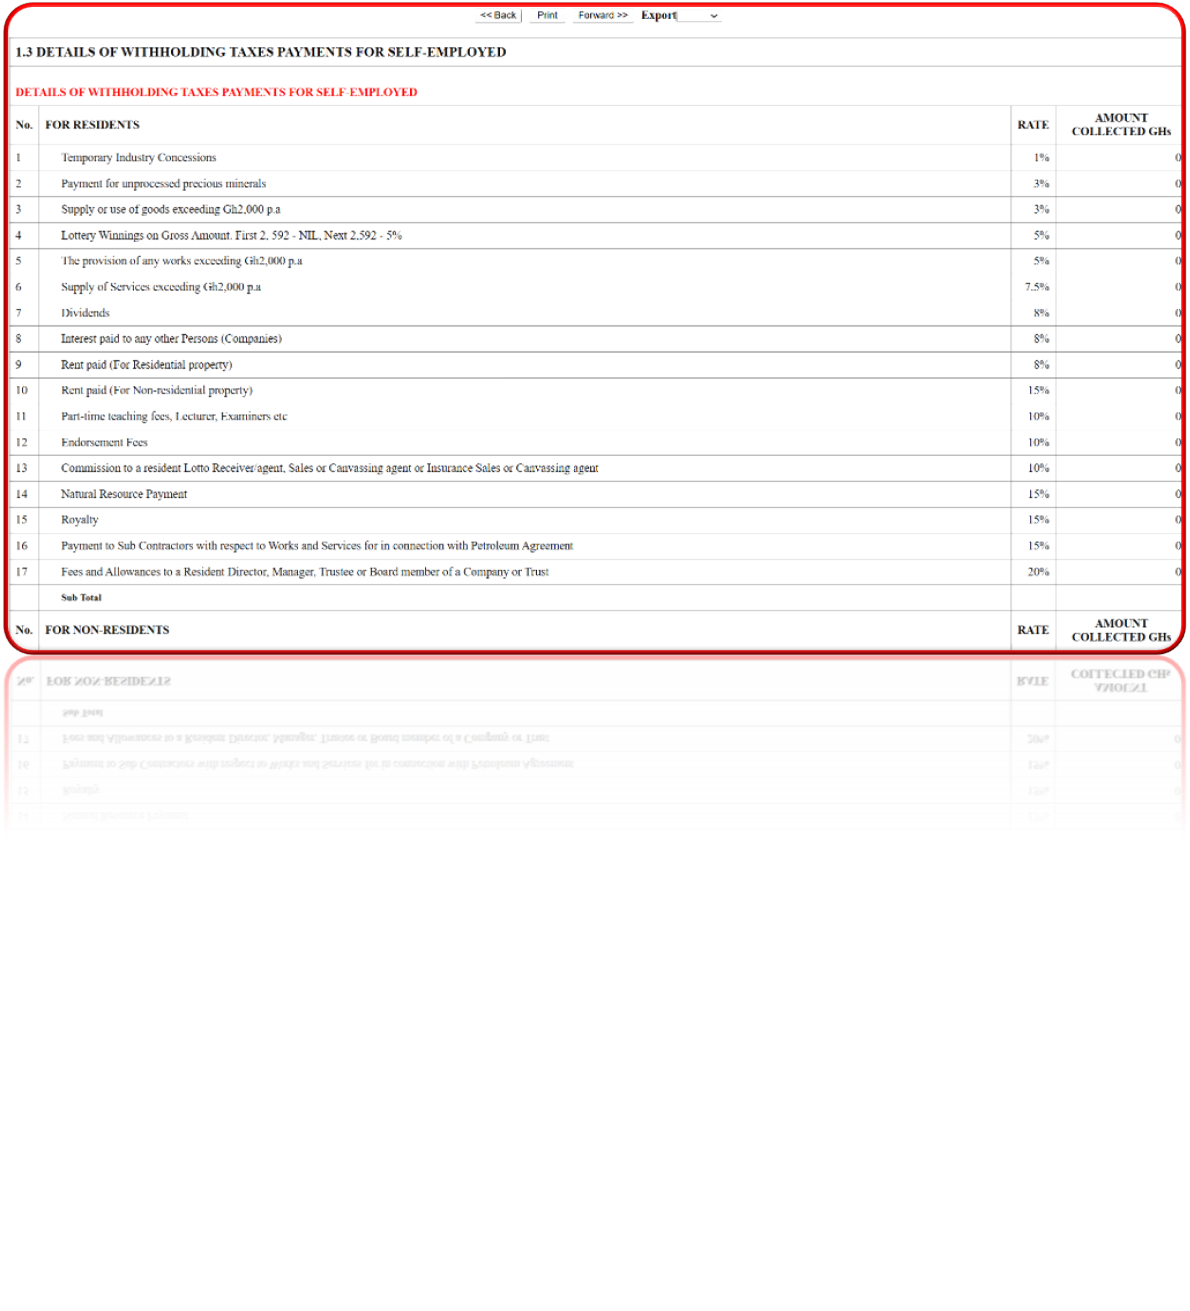 << Back Print Forward >> Export
1.3 DETAILS OF WITHHOLDING TAXES PAYMENTS FOR SELF-EMPLOYED
DETAILS OF WITHHOLDING TAXES PAYMENTS FOR SELF-EMPLOYED
No. FOR RESIDENTS RATE AMOUNT COLLECTED GHs
1 Temporary Industry Concessions 1% 0
2 Payment for unprocessed precious minerals 3% 0
3 Supply or use of goods exceeding Gh2,000 p.a 3% 0
4 Lottery Winnings on Gross Amount. First 2, 592 - NIL, Next 2,592 - 5% 5% 0
5 The provision of any works exceeding Gh2,000 p.a 5% 0
6 Supply of Services exceeding Gh2,000 p.a 7.5% 0
7 Dividends 8% 0
8 Interest paid to any other Persons (Companies) 8% 0
9 Rent paid (For Residential property) 8% 0
10 Rent paid (For Non-residential property) 15% 0
11 Part-time teaching fees, Lecturer, Examiners etc 10% 0
12 Endorsement Fees 10% 0
13 Commission to a resident Lotto Receiver/agent, Sales or Canvassing agent or Insurance Sales or Canvassing agent 10% 0
14 Natural Resource Payment 15% 0
15 Royalty 15% 0
16 Payment to Sub Contractors with respect to Works and Services for in connection with Petroleum Agreement 15% 0
17 Fees and Allowances to a Resident Director, Manager, Trustee or Board member of a Company or Trust 20% 0
Sub Total
No. FOR NON-RESIDENTS RATE AMOUNT COLLECTED GHs